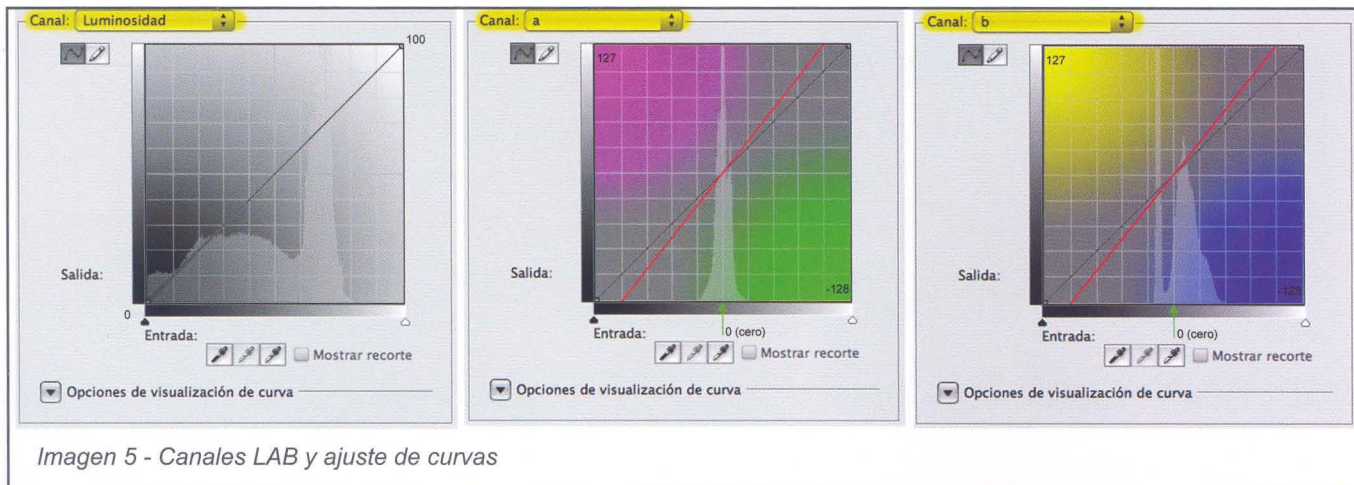 Canal: Luminosidad
100
Salida:
0
Entrada:
Mostrar recorte
Opciones de visualización de curva
Canal: a
127
-128
Salida:
0 (cero)
Entrada:
Mostrar recorte
Opciones de visualización de curva
Canal: b
127
-128
Salida:
0 (cero)
Entrada:
Mostrar recorte
Opciones de visualización de curva
Imagen 5 - Canales LAB y ajuste de curvas